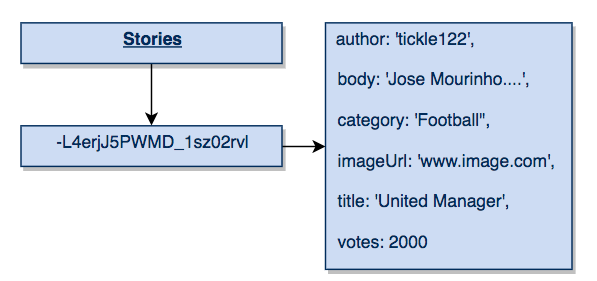 Stories
-L4erjJ5PWMD_1sz02rvl
author: 'tickle122',
body: 'Jose Mourinho....',
category: 'Football",
imageUrl: 'www.image.com',
title: 'United Manager',
votes: 2000